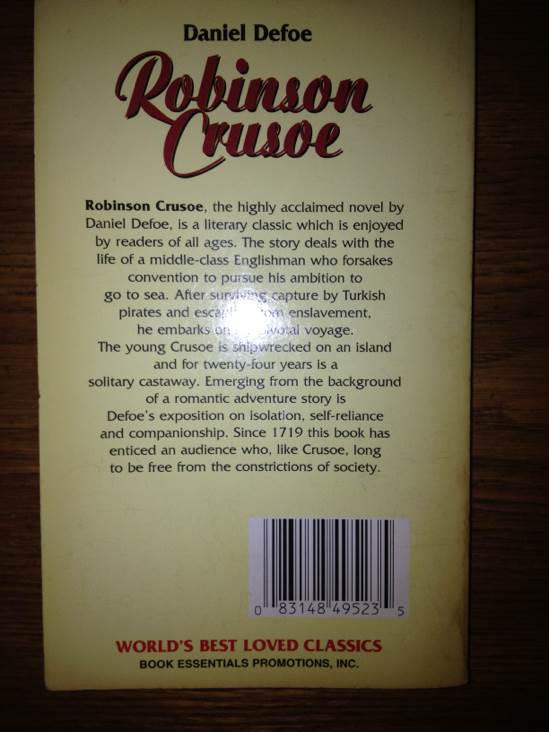 Daniel Defoe
Robinson
Crusoe
Robinson Crusoe, the highly acclaimed novel by
Daniel Defoe, is a literary classic which is enjoyed
by readers of all ages. The story deals with the
life of a middle-class Englishman who forsakes
convention to pursue his ambition to
go to sea. After surviving capture by Turkish
pirates and enslavement,
he embarks voyage.
The young Crusoe is shipwrecked on an island
and for twenty-four years is a
solitary castaway. Emerging from the background
of a romantic adventure story is
Defoe's exposition on isolation, self-reliance
and companionship. Since 1719 this book has
enticed an audience who, like Crusoe, long
to be free from the constrictions of society.
0 83148 49523 5
WORLD'S BEST LOVED CLASSICS
BOOK ESSENTIALS PROMOTIONS, INC.